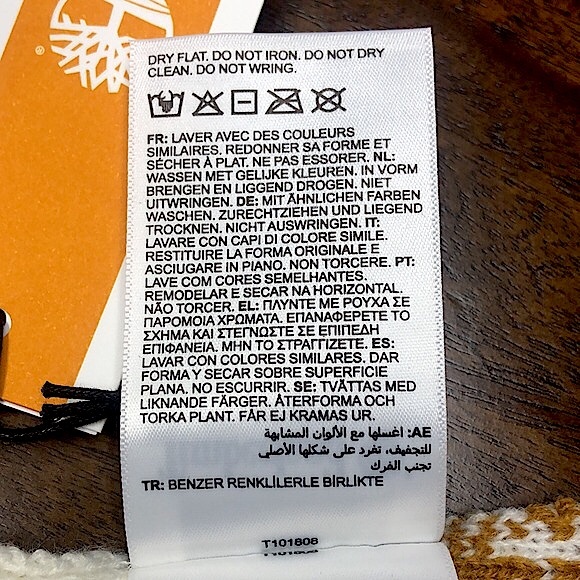 DRY FLAT. DO NOT IRON. DO NOT DRY
CLEAN. DO NOT WRING.
FR: LAVER AVEC DES COULEURS
SIMILAIRES. REDONNER SA FORME ET
SÉCHER À PLAT. NE PAS ESSORER. NL:
WASSEN MET GELIJKE KLEUREN. IN VORM
BRENGEN EN LIGGEND DROGEN. NIET
UITWRINGEN. DE: MIT ÄHNLICHEN FARBEN
WASCHEN. ZURECHTZIEHEN UND LIEGEND
TROCKNEN. NICHT AUSWRINGEN. IT:
LAVARE CON CAPI DI COLORE SIMILE.
RESTITUIRE LA FORMA ORIGINALE E
ASCIUGARE IN PIANO. NON TORCERE. PT:
LAVE COM CORES SEMELHANTES.
REMODELAR E SECAR NA HORIZONTAL.
NÃO TORCER. EL: ΠΛΥΝΤΕ ΜΕ ΡΟΥΧΑ ΣΕ
ΠΑΡΟΜΟΙΑ ΧΡΩΜΑΤΑ. ΕΠΑΝΑΦΕΡΕΤΕ ΤΟ
ΣΧΗΜΑ ΚΑΙ ΣΤΕΓΝΩΣΤΕ ΣΕ ΕΠΙΠΕΔΗ
ΕΠΙΦΑΝΕΙΑ. ΜΗΝ ΤΟ ΣΤΡΑΓΓΙΖΕΤΕ. ES:
LAVAR CON COLORES SIMILARES. DAR
FORMA Y SECAR SOBRE SUPERFICIE
PLANA. NO ESCURRIR. SE: TVÄTTAS MED
LIKNANDE FÄRGER. ÅTERFORMA OCH
TORKA PLANT. FÅR EJ KRAMAS UR.
AE: اغسلها مع الألوان المشابهة
للتجفيف، تفرد على شكلها الأصلي
تجنب الفرك
TR: BENZER RENKLİLERLE BİRLİKTE
T101808